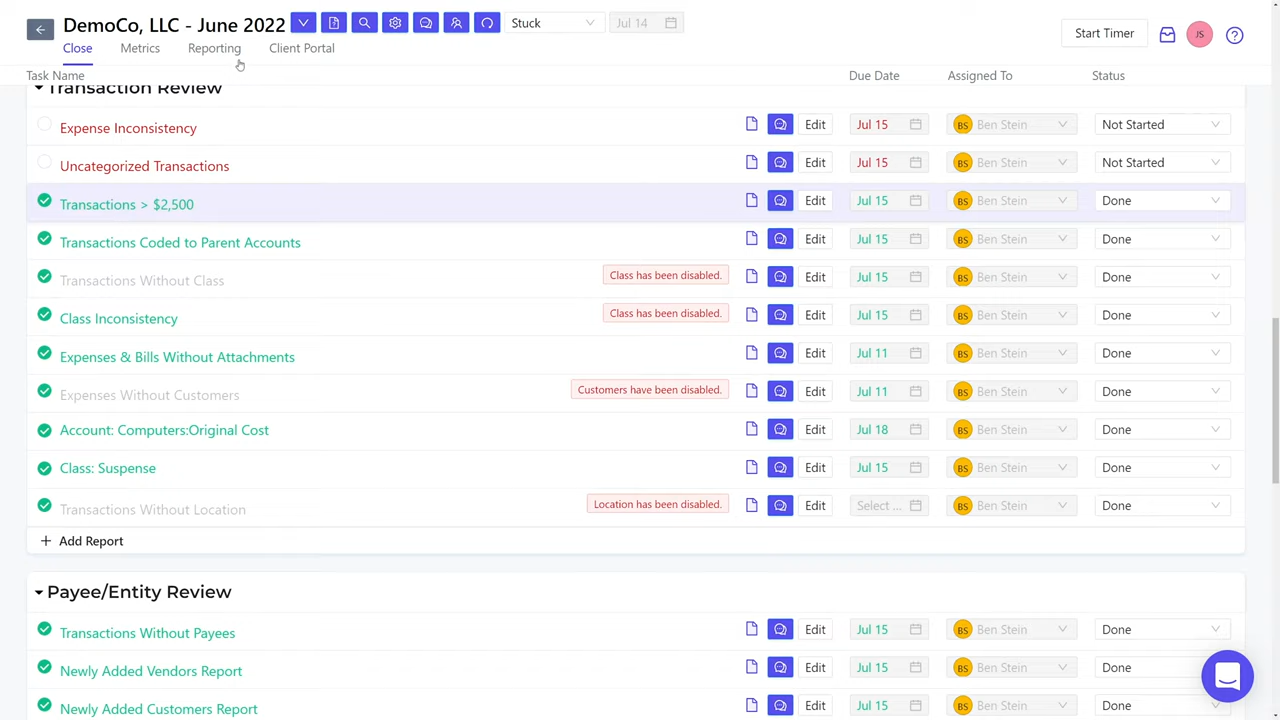 DemoCo, LLC - June 2022 Stuck Jul 14 Start Timer JS
Close Metrics Reporting Client Portal
Task Name Due Date Assigned To Status
Transaction Review
Expense Inconsistency Edit Jul 15 BS Ben Stein Not Started
Uncategorized Transactions Edit Jul 15 BS Ben Stein Not Started
Transactions > $2,500 Edit Jul 15 BS Ben Stein Done
Transactions Coded to Parent Accounts Edit Jul 15 BS Ben Stein Done
Transactions Without Class Class has been disabled. Edit Jul 15 BS Ben Stein Done
Class Inconsistency Class has been disabled. Edit Jul 15 BS Ben Stein Done
Expenses & Bills Without Attachments Edit Jul 11 BS Ben Stein Done
Expenses Without Customers Customers have been disabled. Edit Jul 11 BS Ben Stein Done
Account: Computers:Original Cost Edit Jul 18 BS Ben Stein Done
Class: Suspense Edit Jul 15 BS Ben Stein Done
Transactions Without Location Location has been disabled. Edit Select ... BS Ben Stein Done
+ Add Report
Payee/Entity Review
Transactions Without Payees Edit Jul 15 BS Ben Stein Done
Newly Added Vendors Report Edit Jul 15 BS Ben Stein Done
Newly Added Customers Report Edit Jul 15 BS Ben Stein Done